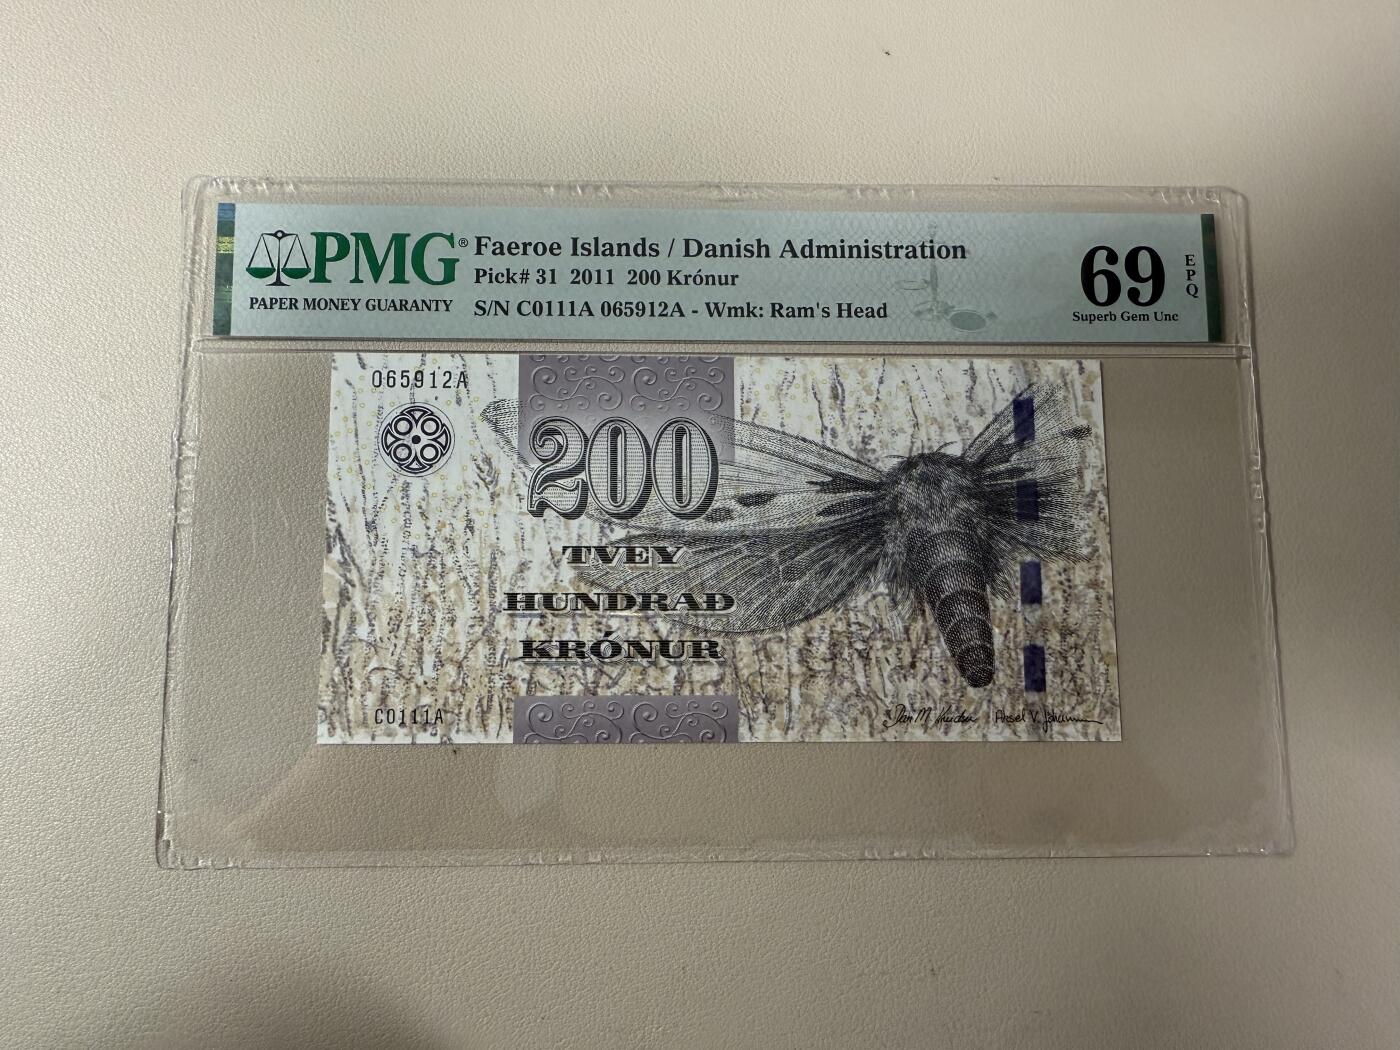 PMG®
PAPER MONEY GUARANTY
Faeroe Islands / Danish Administration
Pick# 31 2011 200 Krónur
S/N C0111A 065912A - Wmk: Ram's Head
69
EPQ
Superb Gem Unc
065912A
200
TVEY
HUNDRAÐ
KRÓNUR
C0111A